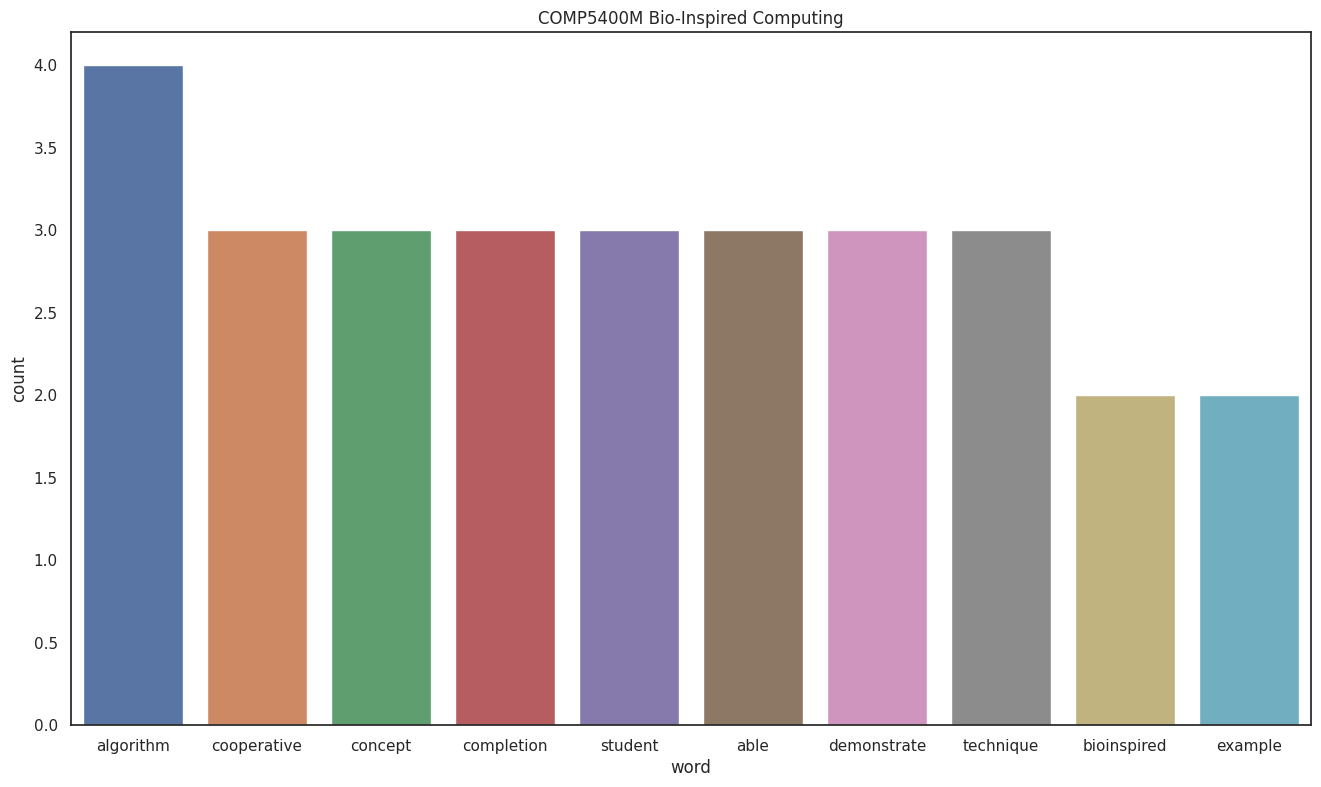 COMP5400M Bio-Inspired Computing
4.0
3.5
3.0
2.5
2.0
1.5
1.0
0.5
0.0
count
algorithm cooperative concept completion student able demonstrate technique bioinspired example
word